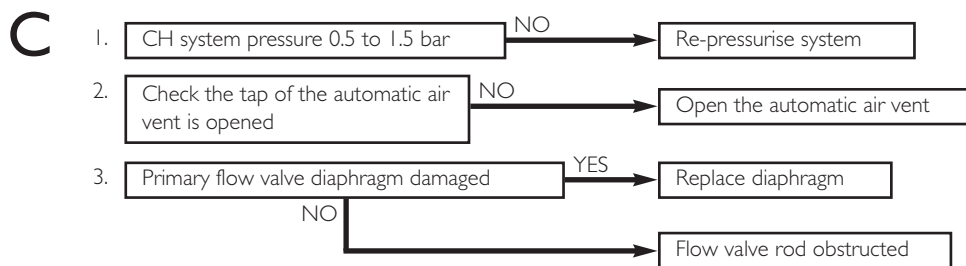 C
1. CH system pressure 0.5 to 1.5 bar NO Re-pressurise system
2. Check the tap of the automatic air
vent is opened NO Open the automatic air vent
3. Primary flow valve diaphragm damaged YES Replace diaphragm
NO Flow valve rod obstructed